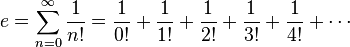 e = \sum_{n=0}^{\infty} \frac{1}{n!} = \frac{1}{0!} + \frac{1}{1!} + \frac{1}{2!} + \frac{1}{3!} + \frac{1}{4!} + \cdots